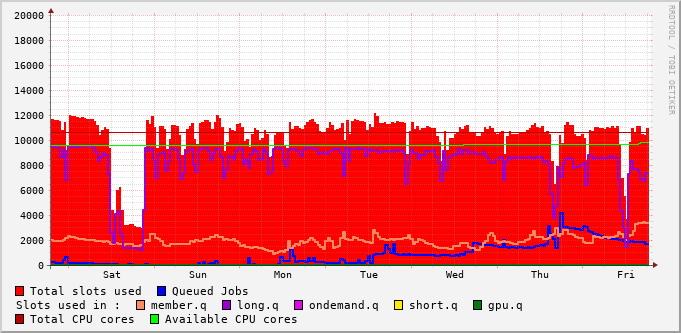 20000
18000
16000
14000
12000
10000
8000
6000
4000
2000
0
Sat Sun Mon Tue Wed Thu Fri
RRDTOOL / TOBI OETIKER
Total slots used Queued Jobs
Slots used in : member.q long.q ondemand.q short.q gpu.q
Total CPU cores Available CPU cores